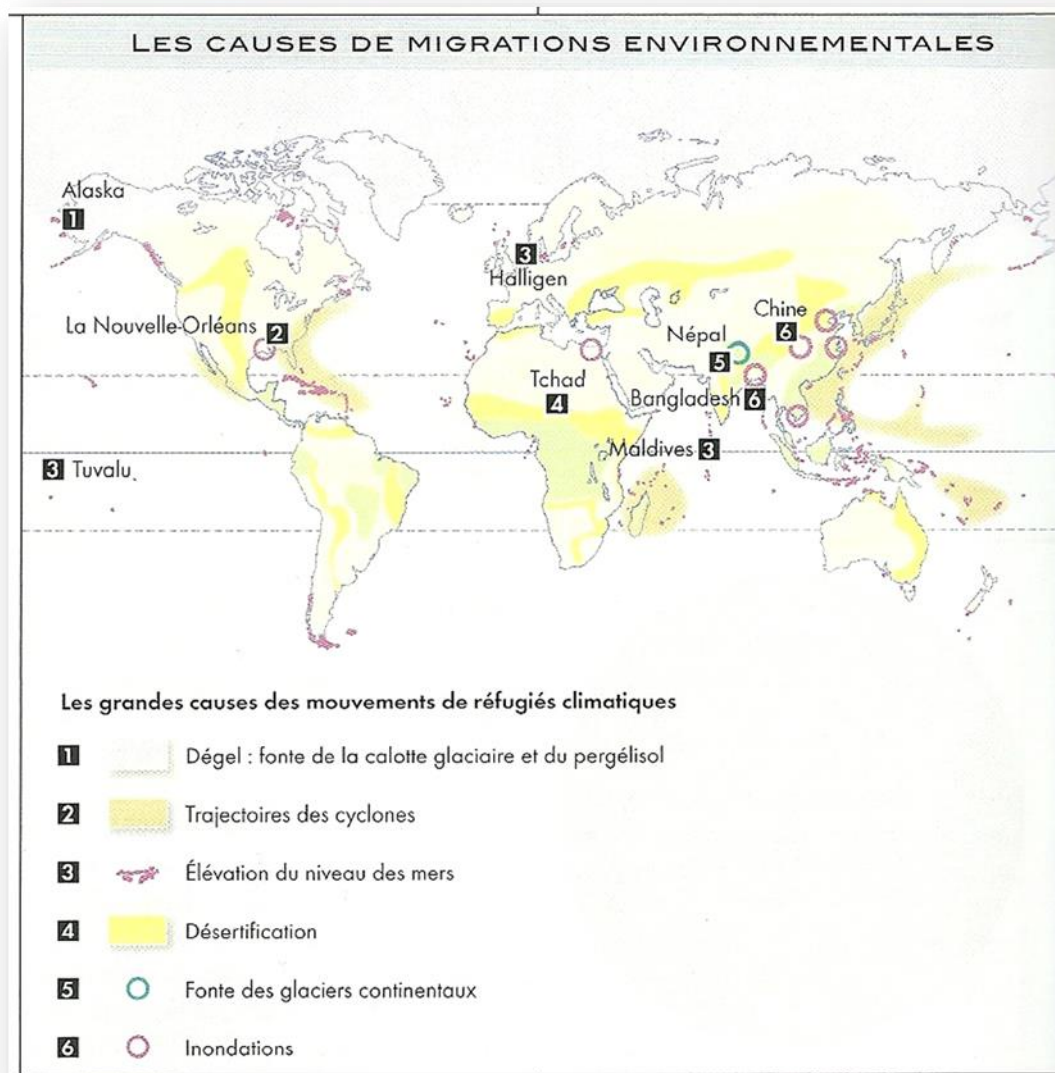 LES CAUSES DE MIGRATIONS ENVIRONNEMENTALES
Alaska
1
3
Halligen
La Nouvelle-Orléans
2
Chine
6
Népal
5
Tchad
4
Bangladesh
6
Maldives
3
3
Tuvalu
Les grandes causes des mouvements de réfugiés climatiques
1 Dégel : fonte de la calotte glaciaire et du pergélisol
2 Trajectoires des cyclones
3 Élévation du niveau des mers
4 Désertification
5 Fonte des glaciers continentaux
6 Inondations